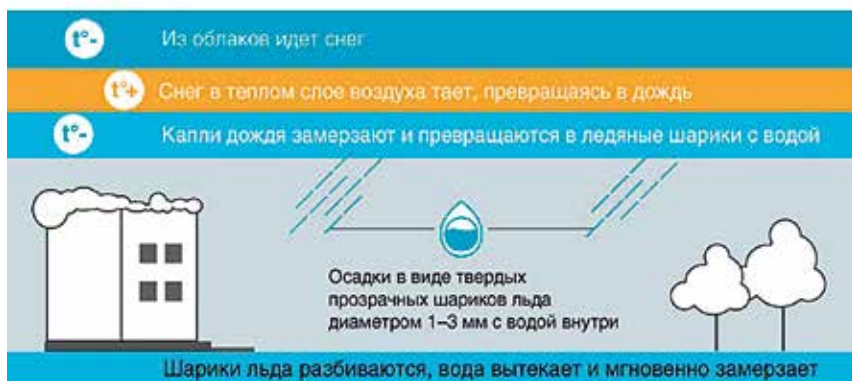 t°- Из облаков идет снег
t°+ Снег в теплом слое воздуха тает, превращаясь в дождь
t°- Капли дождя замерзают и превращаются в ледяные шарики с водой
Осадки в виде твердых
прозрачных шариков льда
диаметром 1–3 мм с водой внутри
Шарики льда разбиваются, вода вытекает и мгновенно замерзает